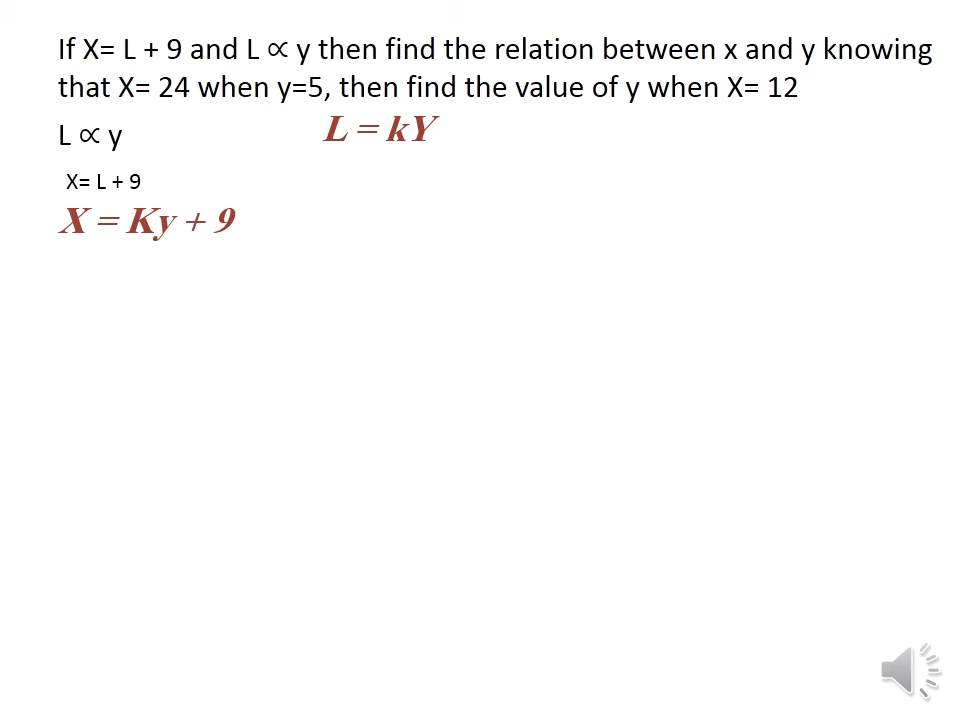 If X= L + 9 and L ∝ y then find the relation between x and y knowing
that X= 24 when y=5, then find the value of y when X= 12
L ∝ y
L = kY
X= L + 9
X = Ky + 9